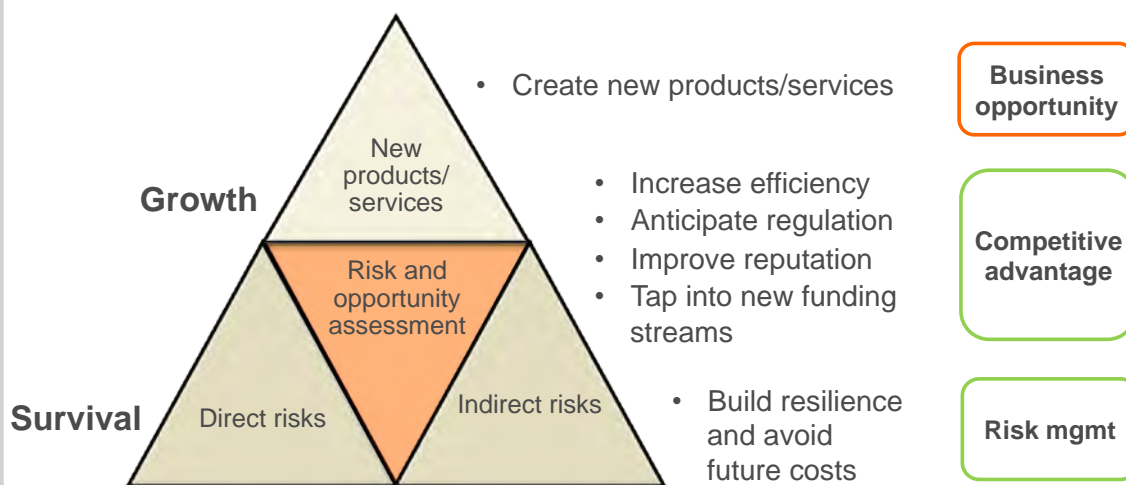 • Create new products/services
Business
opportunity
New
products/
services
Growth
• Increase efficiency
• Anticipate regulation
• Improve reputation
• Tap into new funding
streams
Competitive
advantage
Risk and
opportunity
assessment
Survival
Direct risks
Indirect risks
• Build resilience
and avoid
future costs
Risk mgmt